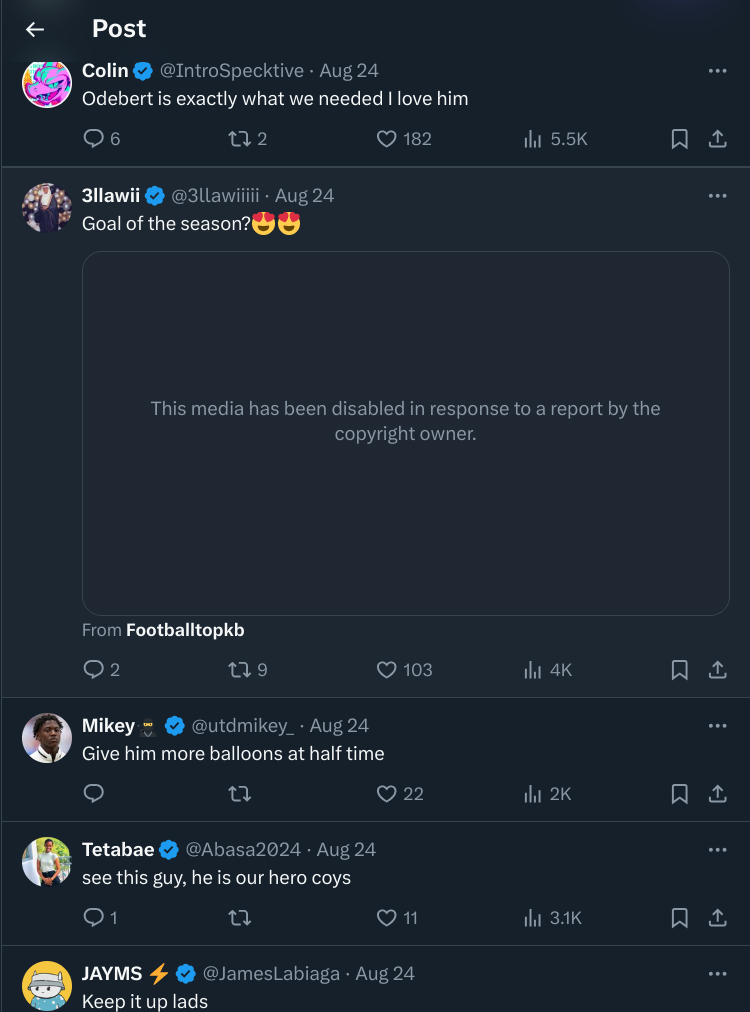 Post
Colin @IntroSpecktive · Aug 24
Odebert is exactly what we needed I love him
6 2 182 5.5K
3llawii @3llawiiiii · Aug 24
Goal of the season?😍😍
This media has been disabled in response to a report by the
copyright owner.
From Footballtopkb
2 9 103 4K
Mikey🥷🏿 @utdmikey_ · Aug 24
Give him more balloons at half time
22 2K
Tetabae @Abasa2024 · Aug 24
see this guy, he is our hero coys
1 11 3.1K
JAYMS ⚡ @JamesLabiaga · Aug 24
Keep it up lads